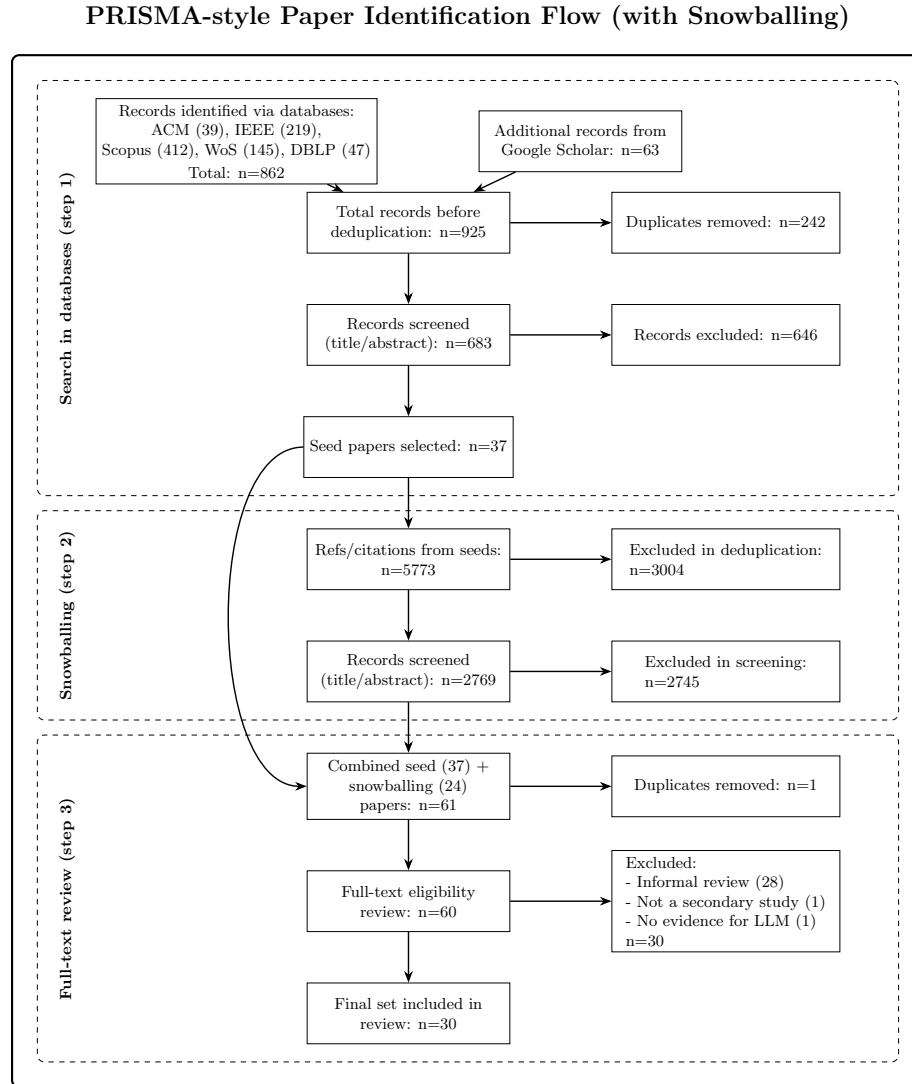 PRISMA-style Paper Identification Flow (with Snowballing)
Search in databases (step 1)
Records identified via databases:
ACM (39), IEEE (219),
Scopus (412), WoS (145), DBLP (47)
Total: n=862
Additional records from
Google Scholar: n=63
Total records before
deduplication: n=925
Duplicates removed: n=242
Records screened
(title/abstract): n=683
Records excluded: n=646
Seed papers selected: n=37
Snowballing (step 2)
Refs/citations from seeds:
n=5773
Excluded in deduplication:
n=3004
Records screened
(title/abstract): n=2769
Excluded in screening:
n=2745
Full-text review (step 3)
Combined seed (37) +
snowballing (24)
papers: n=61
Duplicates removed: n=1
Full-text eligibility
review: n=60
Excluded:
- Informal review (28)
- Not a secondary study (1)
- No evidence for LLM (1)
n=30
Final set included in
review: n=30